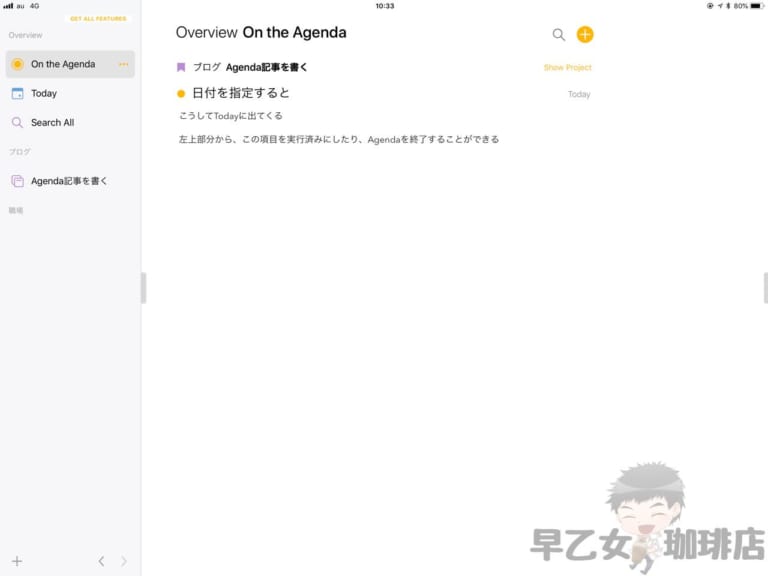 au 4G
10:33
80%
GET ALL FEATURES
Overview
On the Agenda
Today
Search All
ブログ
Agenda記事を書く
職場
Overview On the Agenda
ブログ Agenda記事を書く
Show Project
日付を指定すると
Today
こうしてTodayに出てくる
左上部分から、この項目を実行済みにしたり、Agendaを終了することができる
早乙女珈琲店